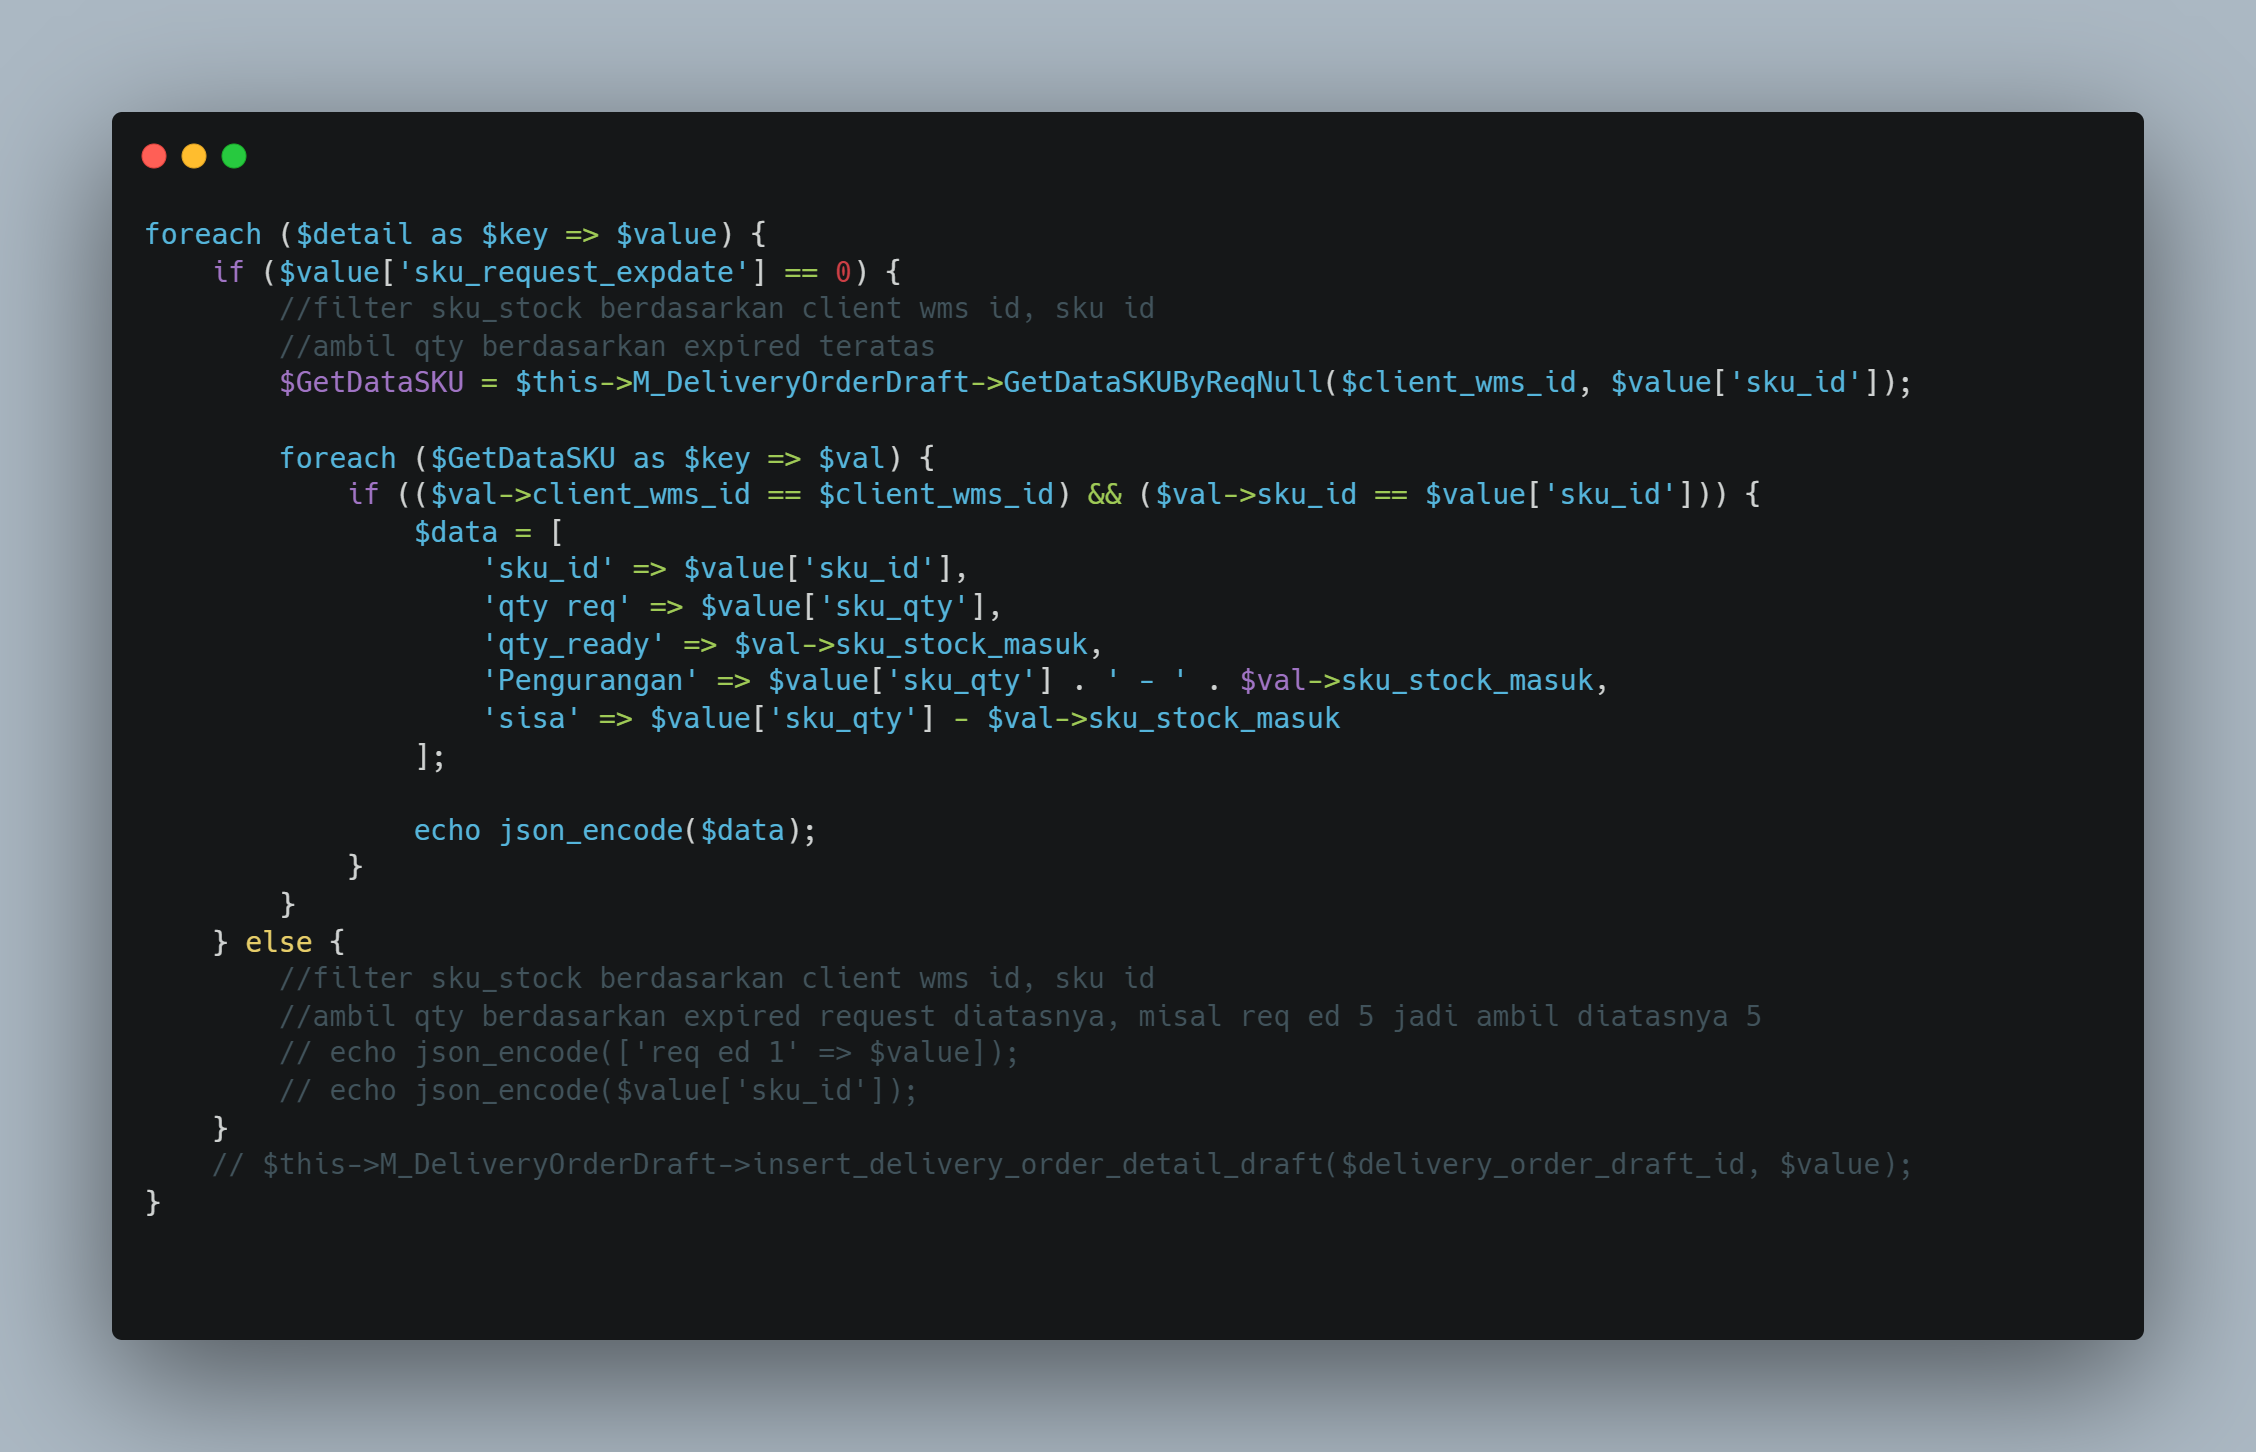 foreach ($detail as $key => $value) {
    if ($value['sku_request_expdate'] == 0) {
        //filter sku_stock berdasarkan client wms id, sku id
        //ambil qty berdasarkan expired teratas
        $GetDataSKU = $this->M_DeliveryOrderDraft->GetDataSKUByReqNull($client_wms_id, $value['sku_id']);

        foreach ($GetDataSKU as $key => $val) {
            if (($val->client_wms_id == $client_wms_id) && ($val->sku_id == $value['sku_id'])) {
                $data = [
                    'sku_id' => $value['sku_id'],
                    'qty req' => $value['sku_qty'],
                    'qty_ready' => $val->sku_stock_masuk,
                    'Pengurangan' => $value['sku_qty'] . ' - ' . $val->sku_stock_masuk,
                    'sisa' => $value['sku_qty'] - $val->sku_stock_masuk
                ];

                echo json_encode($data);
            }
        }
    } else {
        //filter sku_stock berdasarkan client wms id, sku id
        //ambil qty berdasarkan expired request diatasnya, misal req ed 5 jadi ambil diatasnya 5
        // echo json_encode(['req ed 1' => $value]);
        // echo json_encode($value['sku_id']);
    }
    // $this->M_DeliveryOrderDraft->insert_delivery_order_detail_draft($delivery_order_draft_id, $value);
}